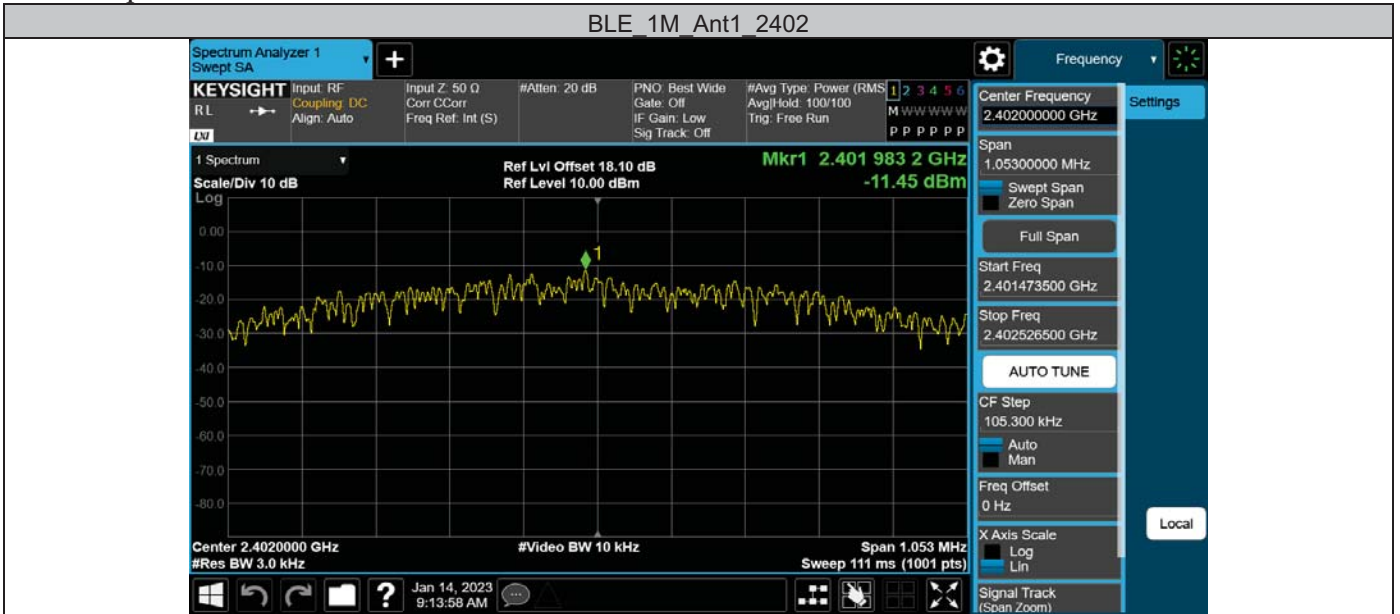 BLE_1M_Ant1_2402
Spectrum Analyzer 1
Swept SA
+
Frequency
KEYSIGHT
RL
LXI
Input: RF
Coupling: DC
Align: Auto
Input Z: 50 Ω
Corr CCorr
Freq Ref: Int (S)
#Atten: 20 dB
PNO: Best Wide
Gate: Off
IF Gain: Low
Sig Track: Off
#Avg Type: Power (RMS
Avg|Hold: 100/100
Trig: Free Run
1 2 3 4 5 6
M W W W W W
P P P P P P
Center Frequency
2.402000000 GHz
Settings
1 Spectrum
Scale/Div 10 dB
Ref Lvl Offset 18.10 dB
Ref Level 10.00 dBm
Mkr1 2.401 983 2 GHz
-11.45 dBm
Log
0.00
-10.0
-20.0
-30.0
-40.0
-50.0
-60.0
-70.0
-80.0
1
Span
1.05300000 MHz
Swept Span
Zero Span
Full Span
Start Freq
2.401473500 GHz
Stop Freq
2.402526500 GHz
AUTO TUNE
CF Step
105.300 kHz
Auto
Man
Freq Offset
0 Hz
X Axis Scale
Log
Lin
Signal Track
(Span Zoom)
Local
Center 2.4020000 GHz
#Res BW 3.0 kHz
#Video BW 10 kHz
Span 1.053 MHz
Sweep 111 ms (1001 pts)
?
Jan 14, 2023
9:13:58 AM